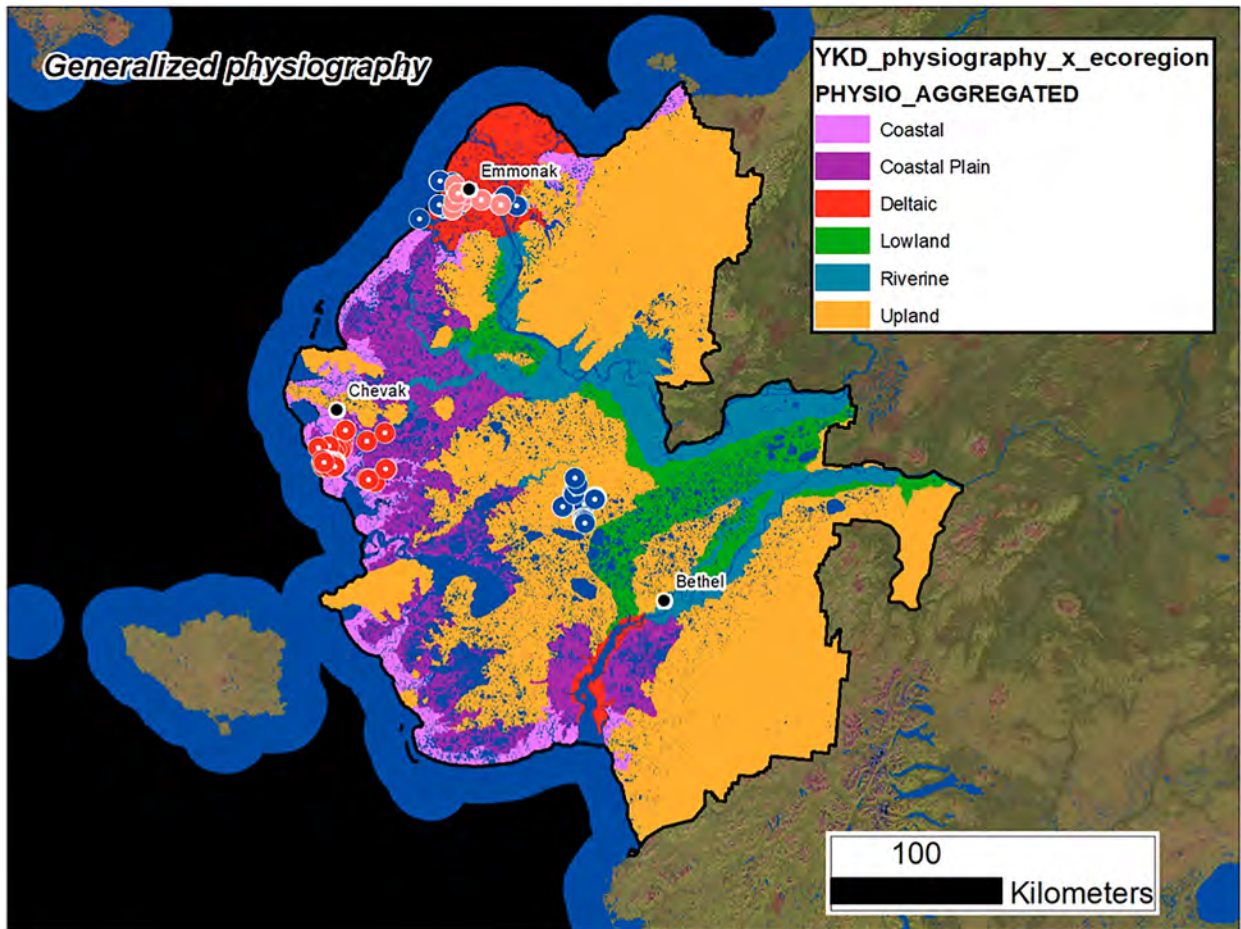 Generalized physiography
YKD_physiography_x_ecoregion
PHYSIO_AGGREGATED
Coastal
Coastal Plain
Deltaic
Lowland
Riverine
Upland
Emmonak
Chevak
Bethel
100
Kilometers